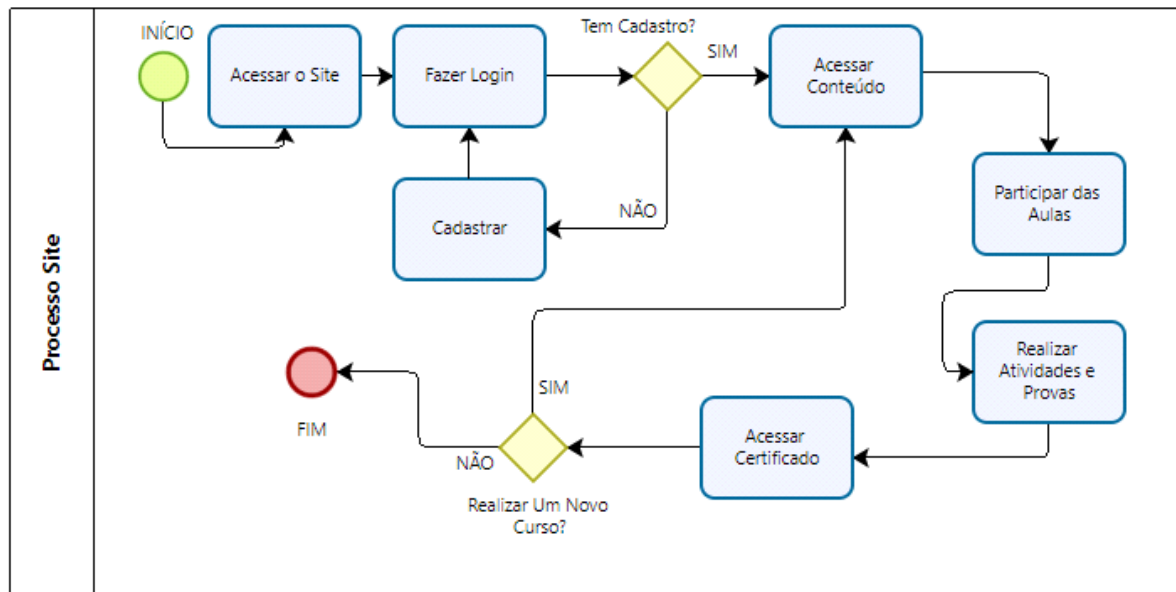 Processo Site
INÍCIO
Acessar o Site
Fazer Login
Tem Cadastro?
SIM
Acessar
Conteúdo
NÃO
Cadastrar
Participar das
Aulas
Realizar
Atividades e
Provas
Acessar
Certificado
Realizar Um Novo
Curso?
SIM
NÃO
FIM